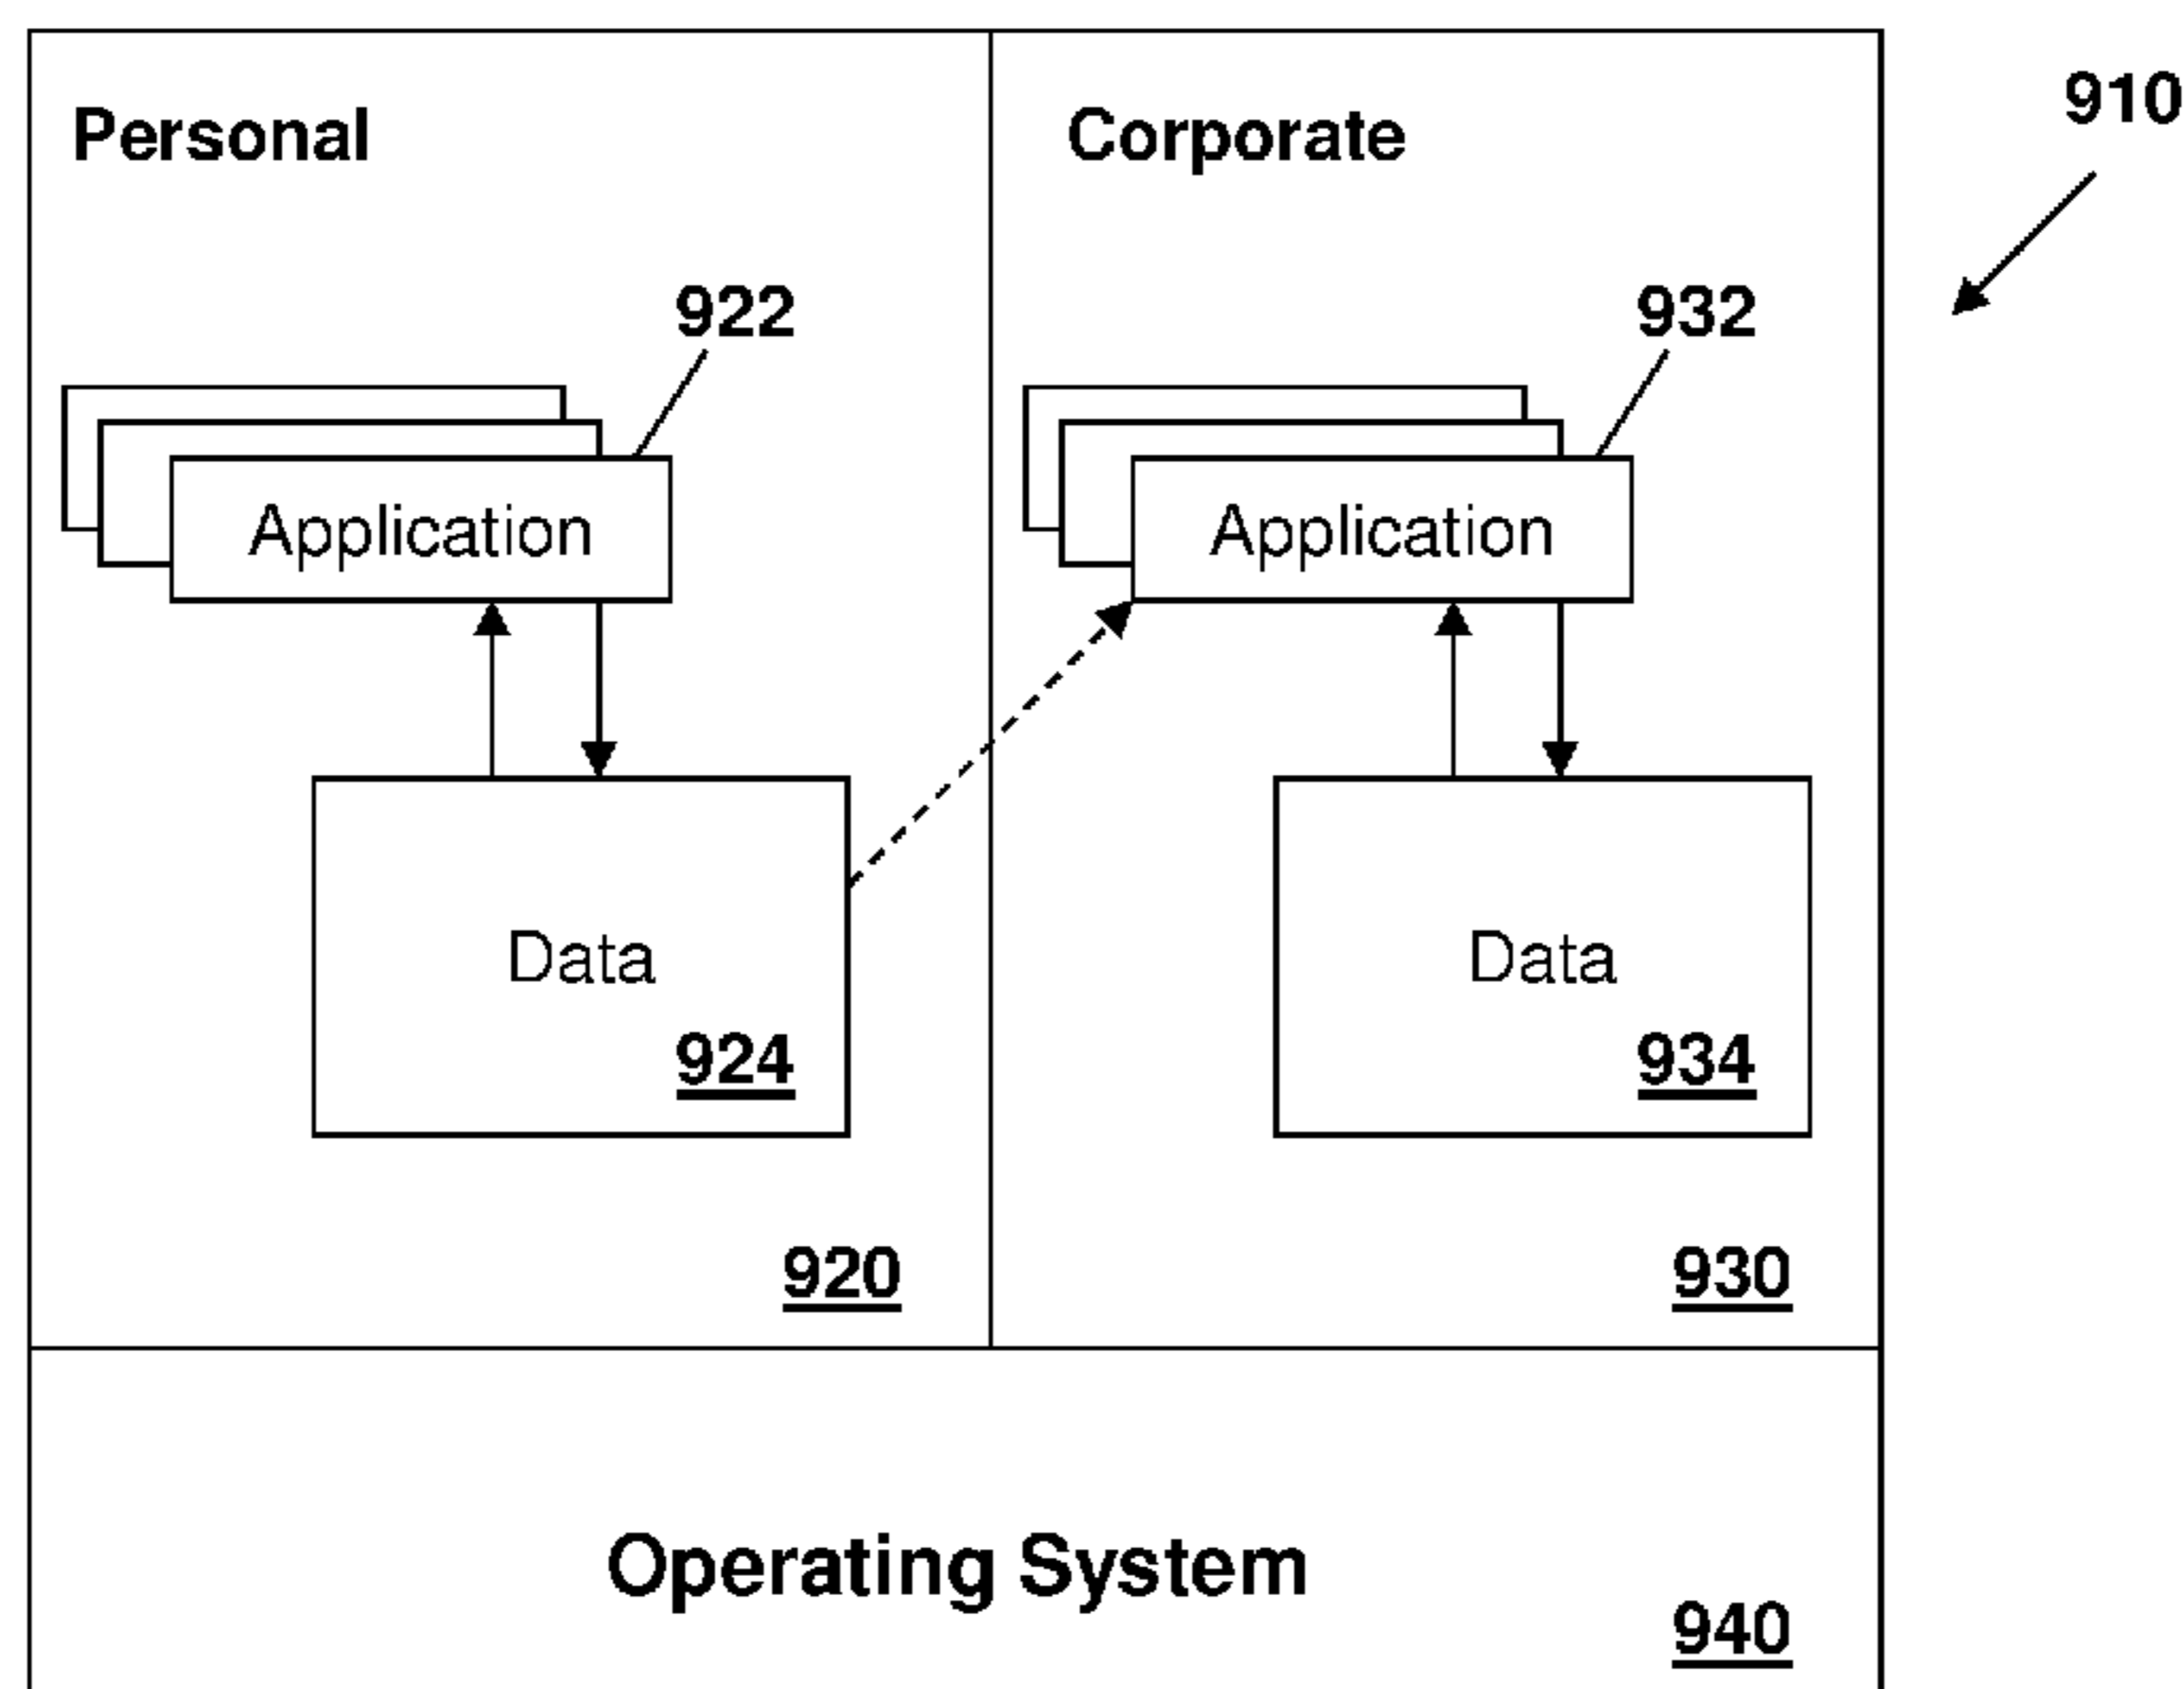 910
Personal
Corporate
922
932
Application
Application
Data
Data
924
934
920
930
Operating System
940